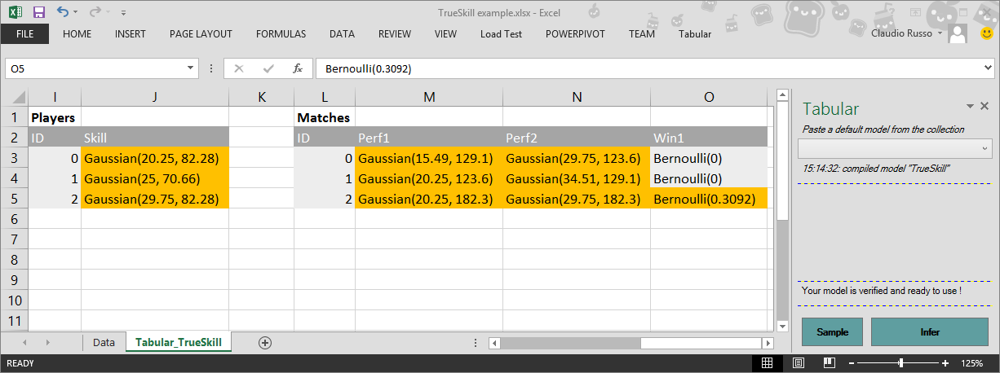 TrueSkill example.xlsx - Excel
FILE HOME INSERT PAGE LAYOUT FORMULAS DATA REVIEW VIEW Load Test POWERPIVOT TEAM Tabular Claudio Russo
O5 fx Bernoulli(0.3092)
I J K L M N O
1 Players Matches
2 ID Skill ID Perf1 Perf2 Win1
3 0 Gaussian(20.25, 82.28) 0 Gaussian(15.49, 129.1) Gaussian(29.75, 123.6) Bernoulli(0)
4 1 Gaussian(25, 70.66) 1 Gaussian(20.25, 123.6) Gaussian(34.51, 129.1) Bernoulli(0)
5 2 Gaussian(29.75, 82.28) 2 Gaussian(20.25, 182.3) Gaussian(29.75, 182.3) Bernoulli(0.3092)
6
7
8
9
10
11
Tabular
Paste a default model from the collection
15:14:32: compiled model "TrueSkill"
Your model is verified and ready to use !
Sample Infer
Data Tabular_TrueSkill
READY 125%